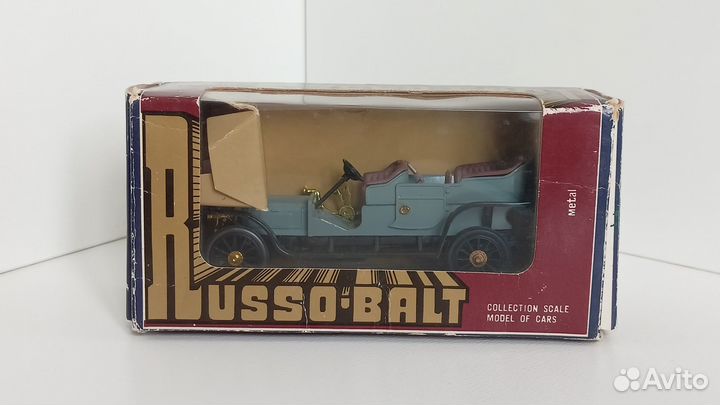 Metal
RUSSO-BALT
COLLECTION SCALE
MODEL OF CARS
Avito